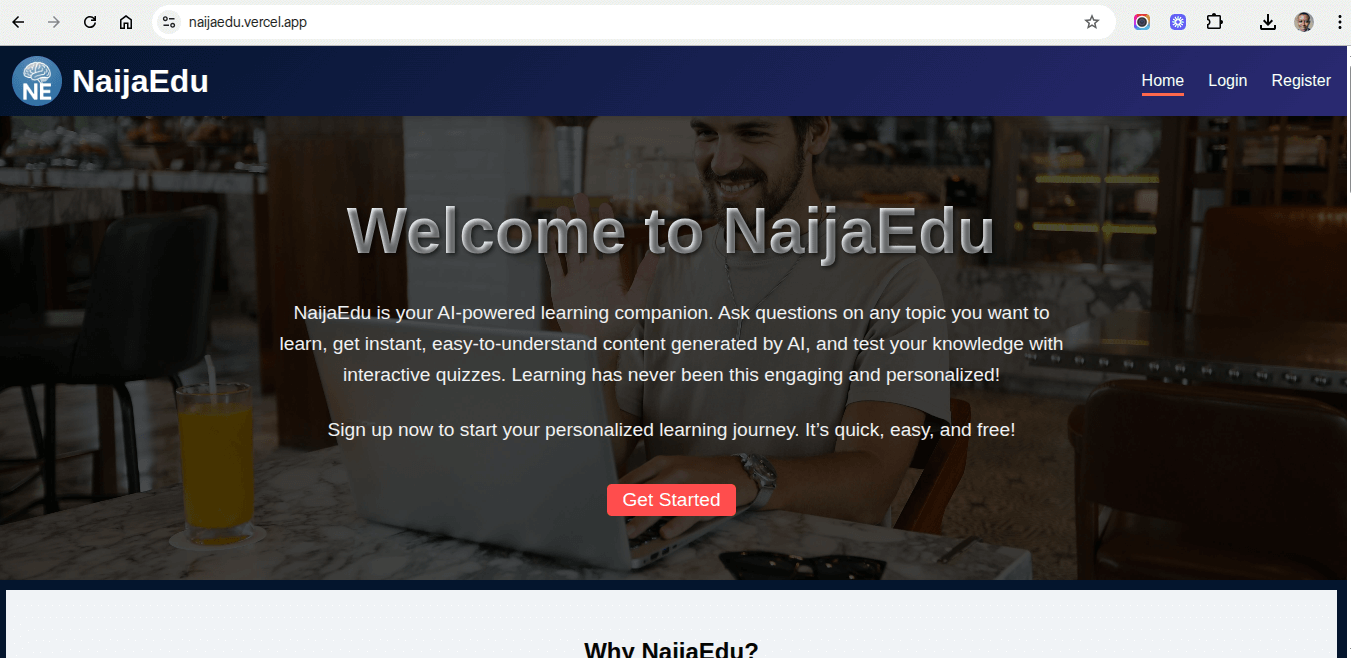 naijaedu.vercel.app
NE
NaijaEdu
Home
Login
Register
Welcome to NaijaEdu
NaijaEdu is your AI-powered learning companion. Ask questions on any topic you want to
learn, get instant, easy-to-understand content generated by AI, and test your knowledge with
interactive quizzes. Learning has never been this engaging and personalized!
Sign up now to start your personalized learning journey. It’s quick, easy, and free!
Get Started
Why NaijaEdu?